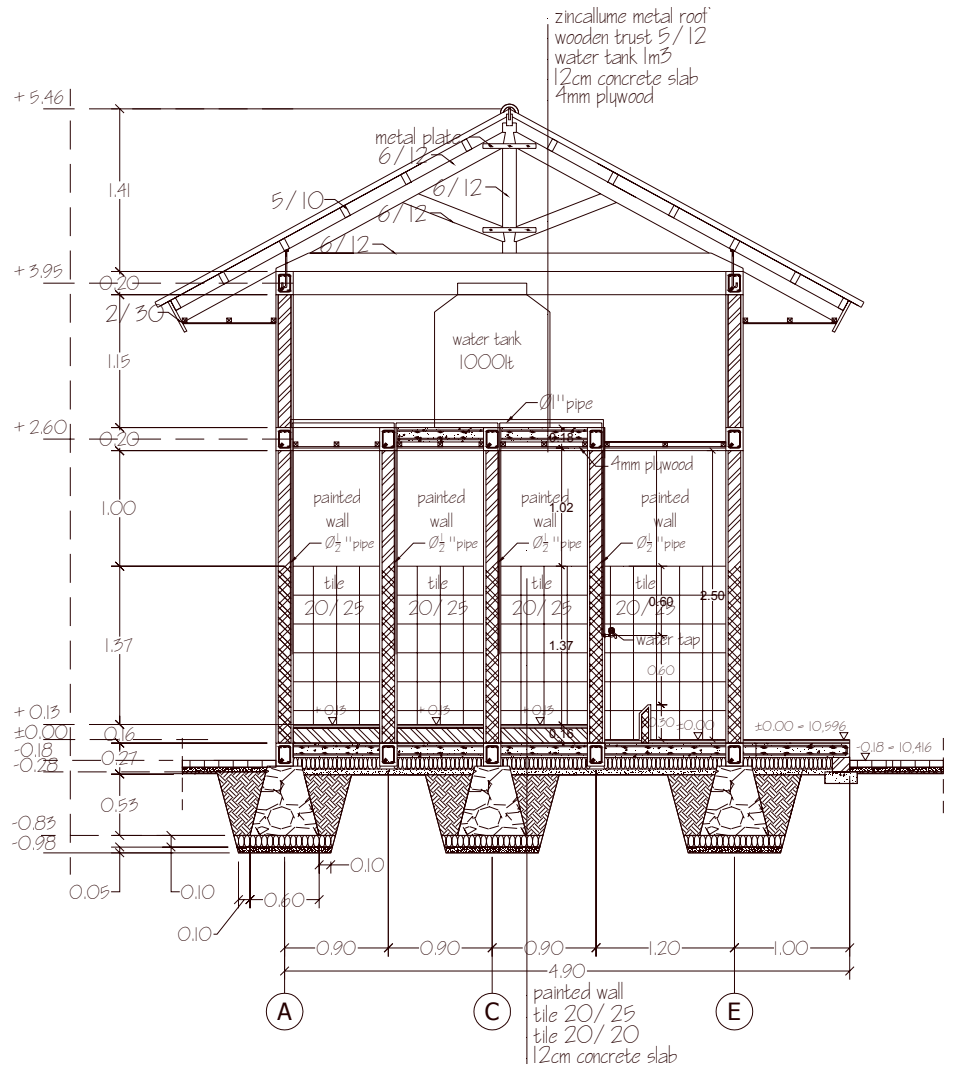 zincallume metal roof
wooden trust 5/12
water tank 1m3
12cm concrete slab
4mm plywood
+5.46
metal plate
6/12
1.41
5/10
6/12
6/12
6/12
+3.95
0.20
2/30
1.15
water tank
1000lt
Ø1"pipe
+2.60
0.20
0.18
4mm plywood
1.00
painted wall
painted wall
painted wall
painted wall
1.02
Ø½"pipe
Ø½"pipe
Ø½"pipe
Ø½"pipe
tile 20/25
tile 20/25
tile 20/25
tile 20/25
0.60
2.50
1.37
1.37
water tap
0.60
+0.13
+0.13
+0.13
+0.13
0.30
±0.00
±0.00 = 10,596
±0.00
0.16
0.16
-0.18
0.27
-0.28
-0.18 = 10,416
0.53
-0.83
-0.98
0.05
0.10
0.10
0.60
0.10
0.90
0.90
0.90
1.20
1.00
4.90
A
C
E
painted wall
tile 20/25
tile 20/20
12cm concrete slab